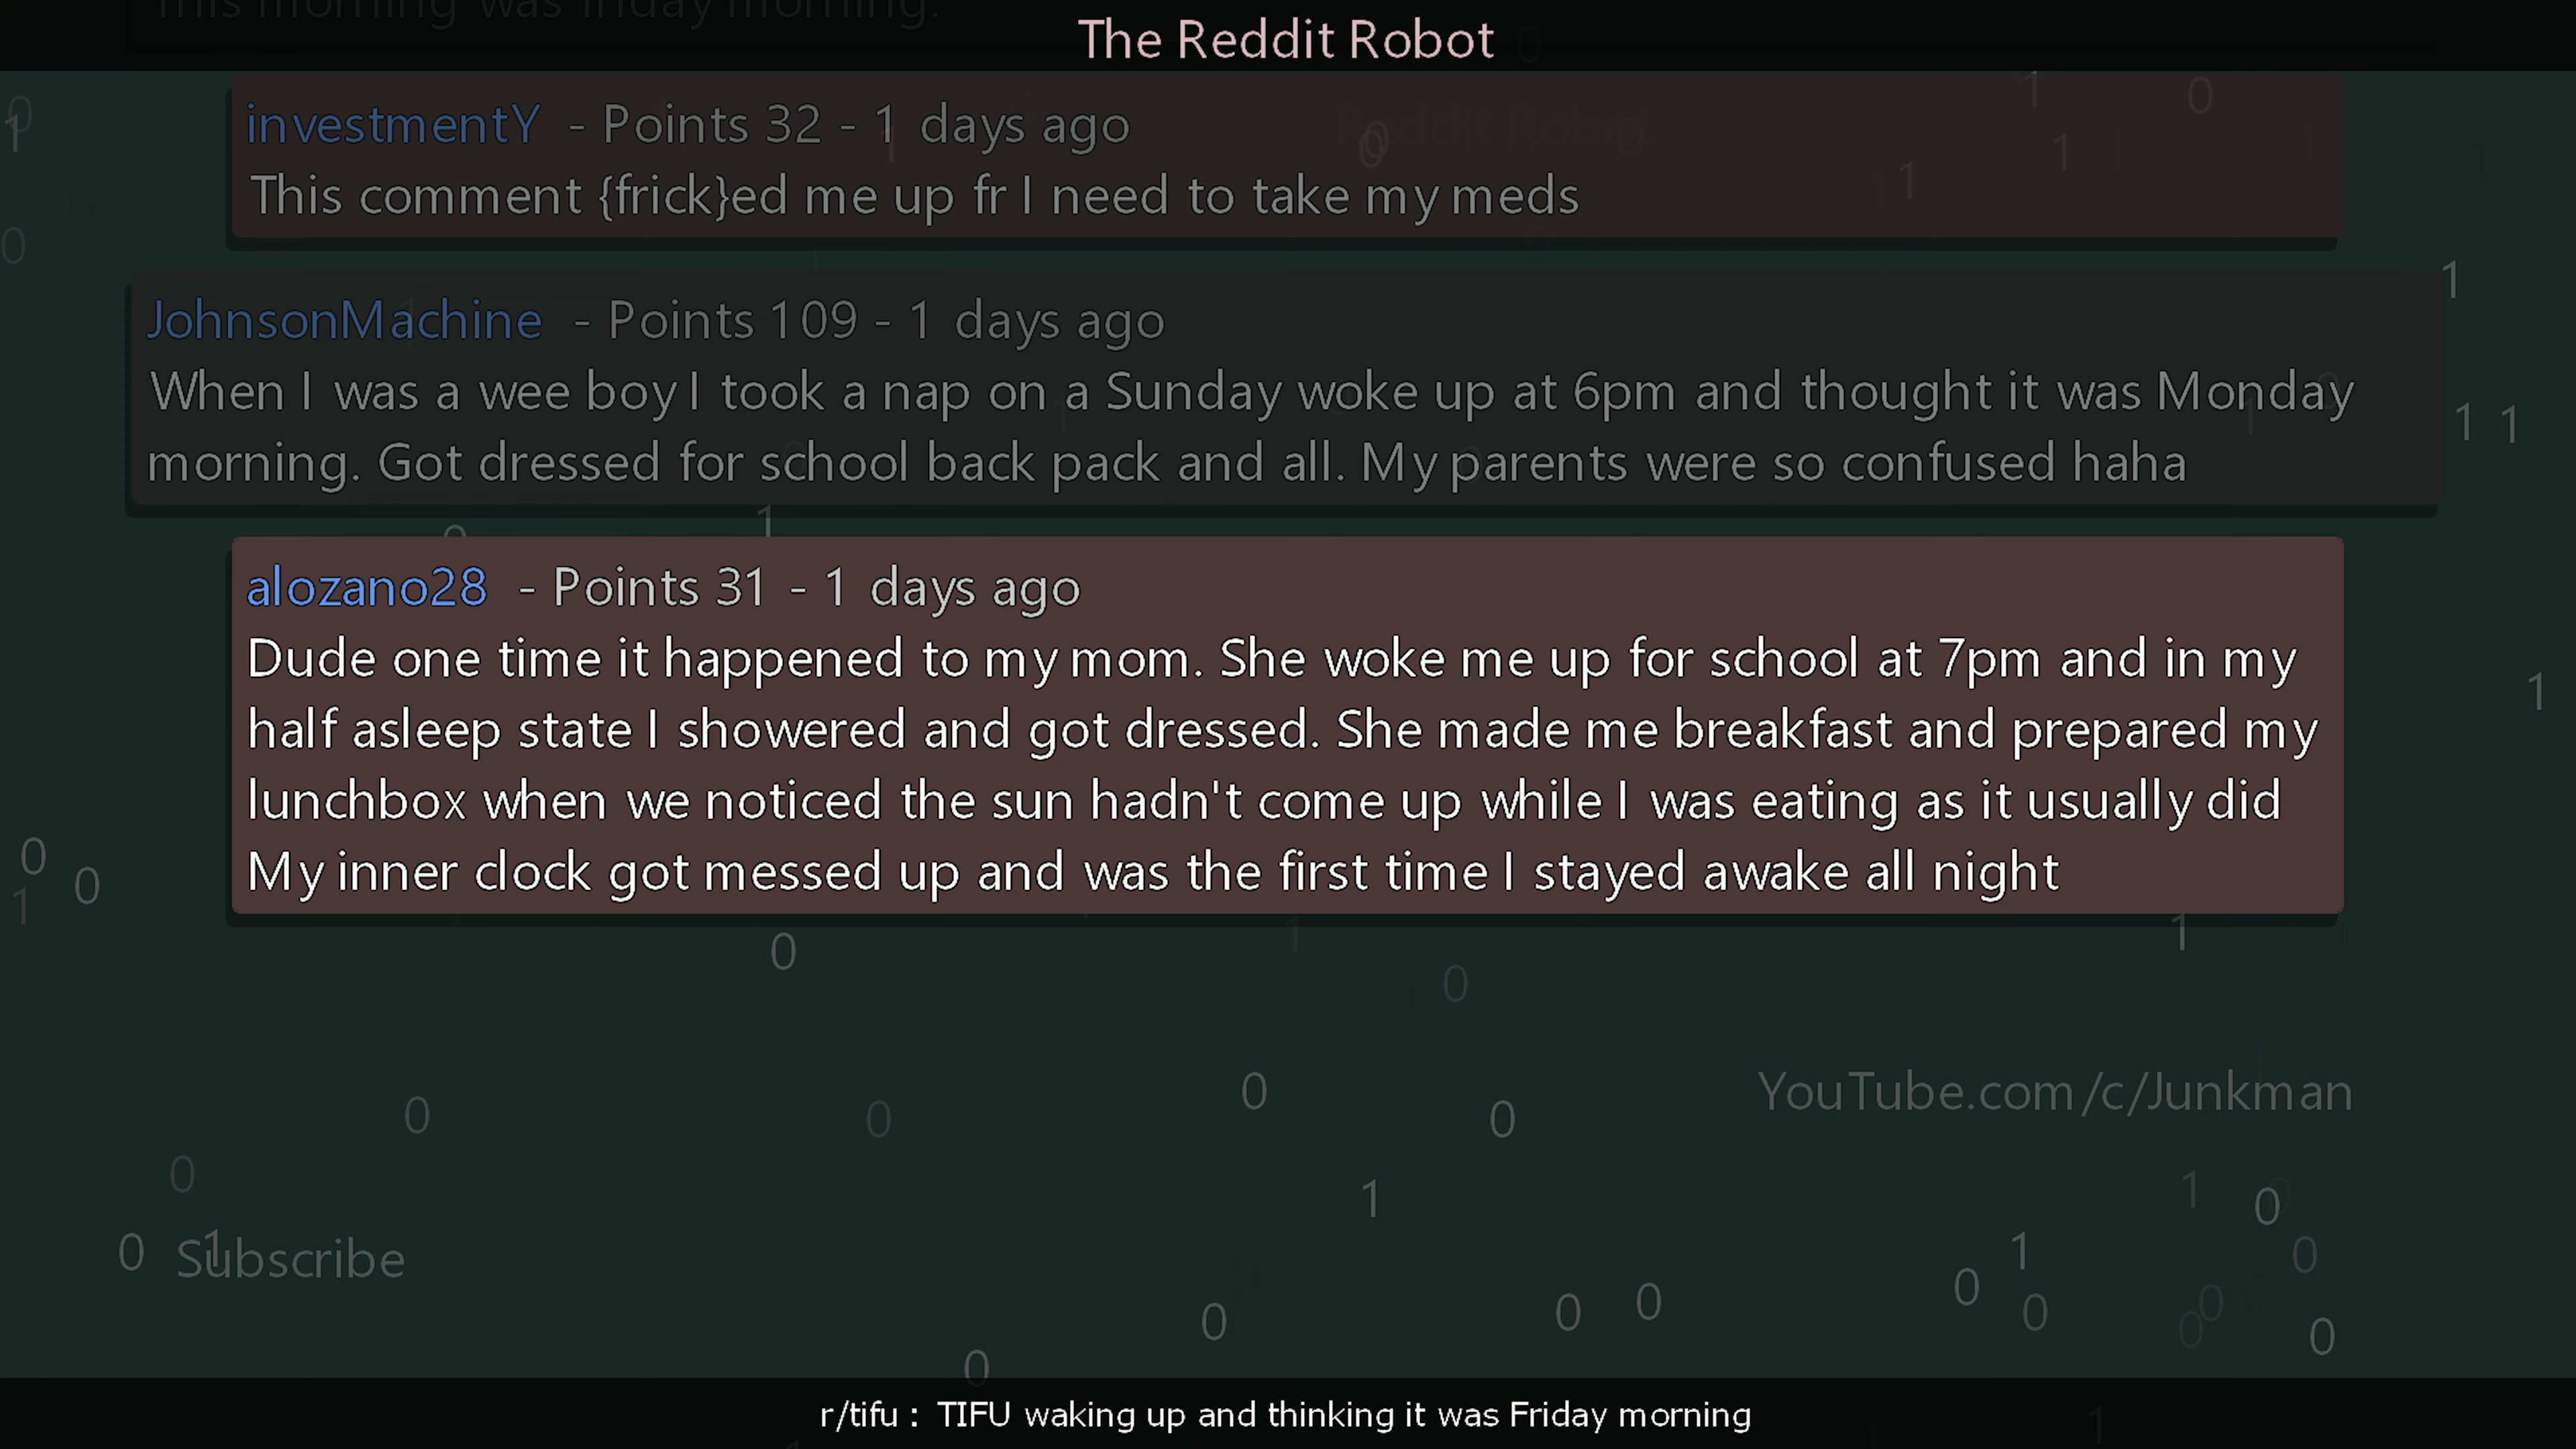 This morning was friday morning.
The Reddit Robot
investmentY - Points 32 - 1 days ago
This comment {frick}ed me up fr I need to take my meds
JohnsonMachine - Points 109 - 1 days ago
When I was a wee boy I took a nap on a Sunday woke up at 6pm and thought it was Monday
morning. Got dressed for school back pack and all. My parents were so confused haha
alozano28 - Points 31 - 1 days ago
Dude one time it happened to my mom. She woke me up for school at 7pm and in my
half asleep state I showered and got dressed. She made me breakfast and prepared my
lunchbox when we noticed the sun hadn't come up while I was eating as it usually did
My inner clock got messed up and was the first time I stayed awake all night
YouTube.com/c/Junkman
Subscribe
r/tifu : TIFU waking up and thinking it was Friday morning